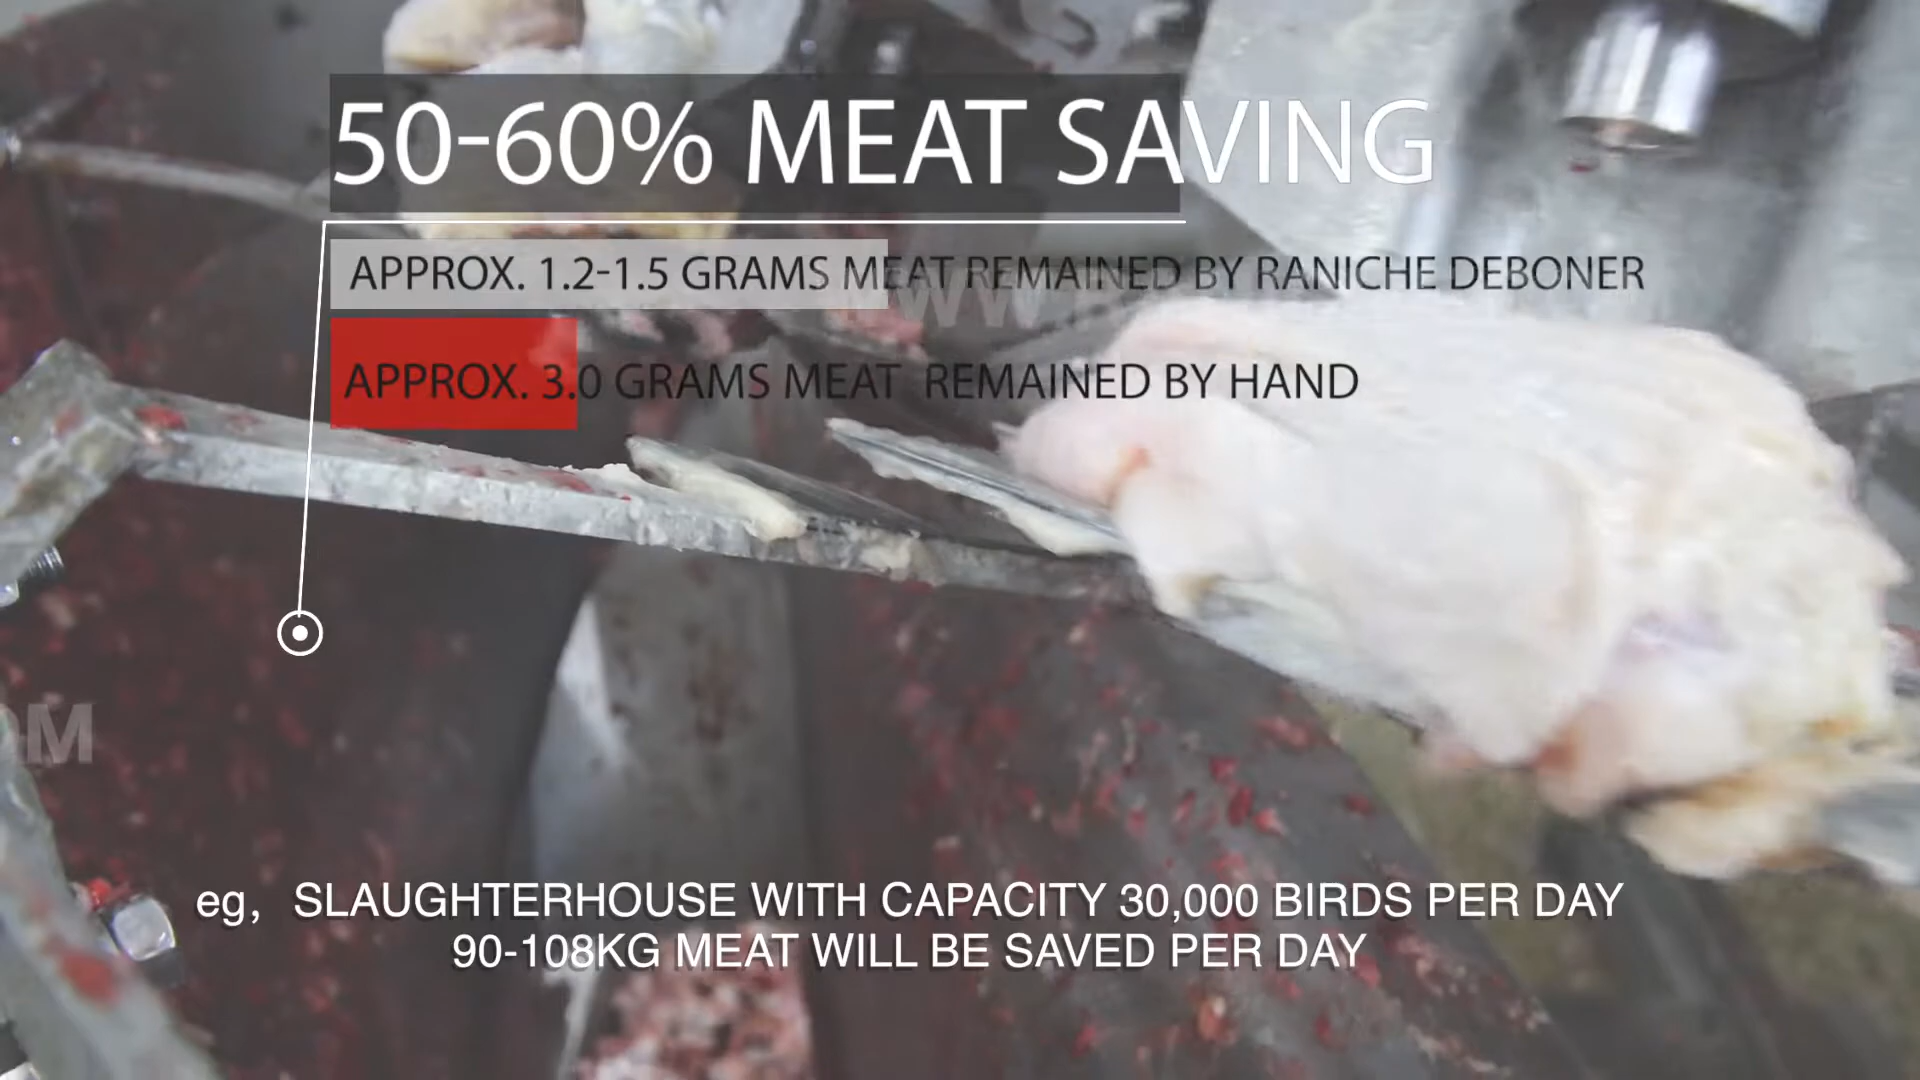 50-60% MEAT SAVING
APPROX. 1.2-1.5 GRAMS MEAT REMAINED BY RANICHE DEBONER
APPROX. 3.0 GRAMS MEAT REMAINED BY HAND
eg, SLAUGHTERHOUSE WITH CAPACITY 30,000 BIRDS PER DAY
90-108KG MEAT WILL BE SAVED PER DAY